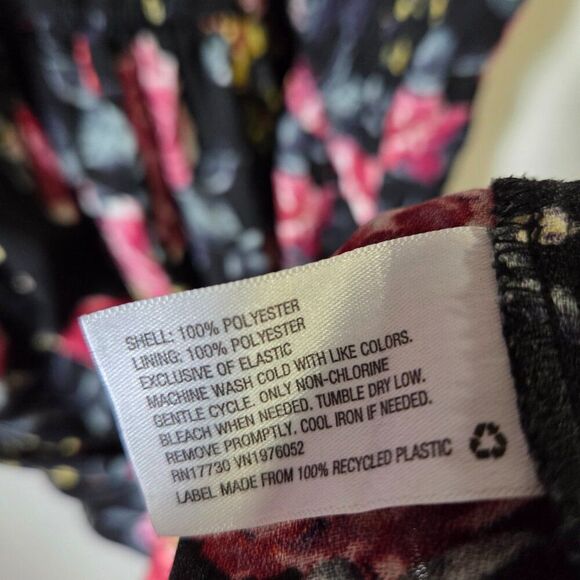 SHELL: 100% POLYESTER
LINING: 100% POLYESTER
EXCLUSIVE OF ELASTIC
MACHINE WASH COLD WITH LIKE COLORS.
GENTLE CYCLE. ONLY NON-CHLORINE
BLEACH WHEN NEEDED. TUMBLE DRY LOW.
REMOVE PROMPTLY. COOL IRON IF NEEDED.
RN17730 VN1976052
LABEL MADE FROM 100% RECYCLED PLASTIC